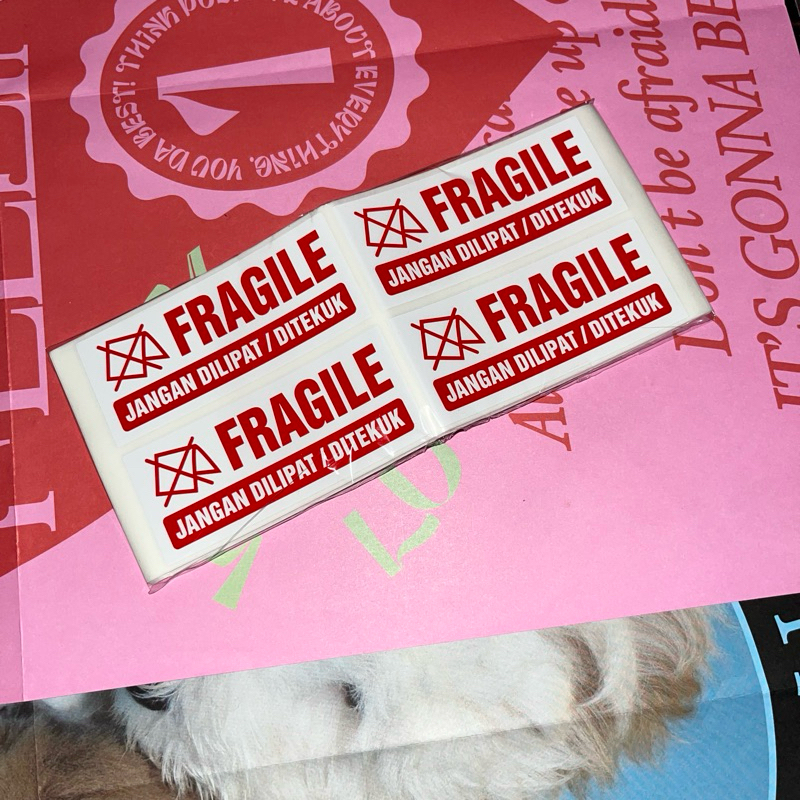 YOU DA BEST! THINK ABOUT EVERYTHING,
Don't be afraid
IT'S GONNA BE
FRAGILE
JANGAN DILIPAT / DITEKUK
FRAGILE
JANGAN DILIPAT / DITEKUK
FRAGILE
JANGAN DILIPAT / DITEKUK
FRAGILE
JANGAN DILIPAT / DITEKUK